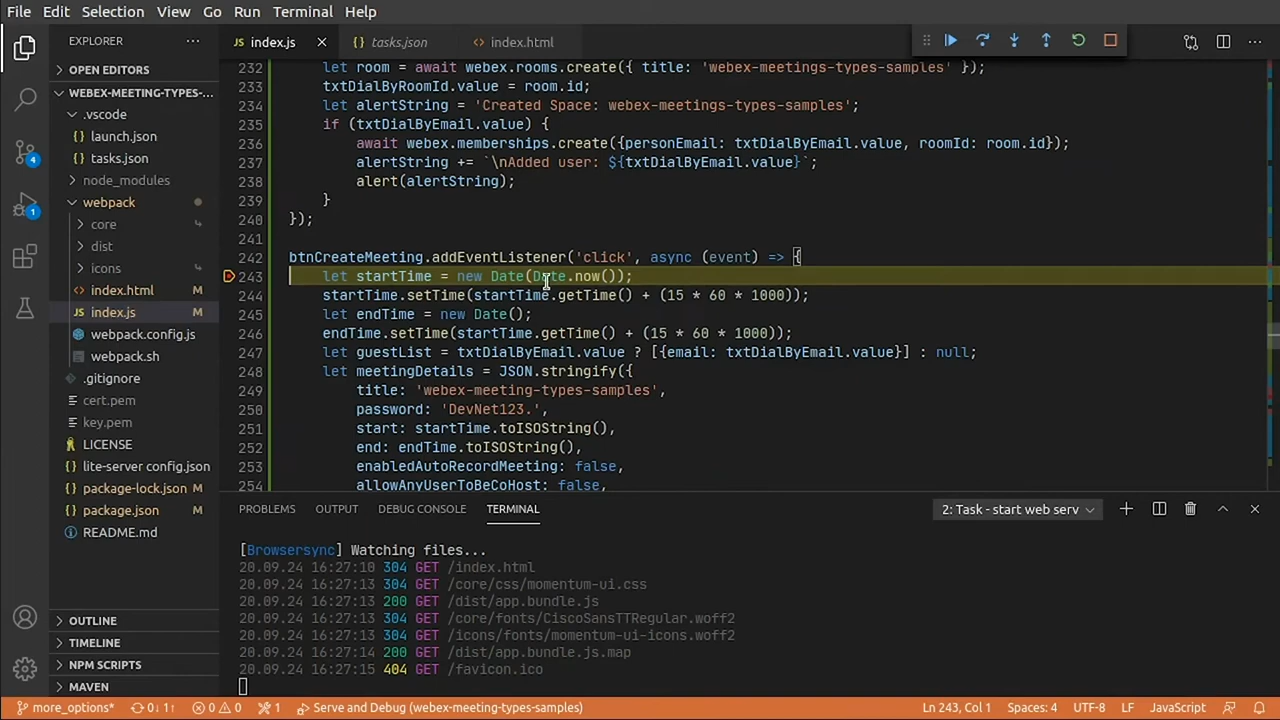 File Edit Selection View Go Run Terminal Help
EXPLORER
OPEN EDITORS
WEBEX-MEETING-TYPES-...
.vscode
launch.json
tasks.json
node_modules
webpack
core
dist
icons
index.html M
index.js M
webpack.config.js M
webpack.sh M
.gitignore
cert.pem
key.pem
LICENSE
lite-server config.json
package-lock.json M
package.json M
README.md
OUTLINE
TIMELINE
NPM SCRIPTS
MAVEN
4
1
index.js
tasks.json
index.html
232 let room = await webex.rooms.create({ title: 'webex-meetings-types-samples' });
233 txtDialByRoomId.value = room.id;
234 let alertString = 'Created Space: webex-meetings-types-samples';
235 if (txtDialByEmail.value) {
236 await webex.memberships.create({personEmail: txtDialByEmail.value, roomId: room.id});
237 alertString += `\nAdded user: ${txtDialByEmail.value}`;
238 alert(alertString);
239 }
240 });
241
242 btnCreateMeeting.addEventListener('click', async (event) => {
243 let startTime = new Date(Date.now());
244 startTime.setTime(startTime.getTime() + (15 * 60 * 1000));
245 let endTime = new Date();
246 endTime.setTime(startTime.getTime() + (15 * 60 * 1000));
247 let guestList = txtDialByEmail.value ? [{email: txtDialByEmail.value}] : null;
248 let meetingDetails = JSON.stringify({
249 title: 'webex-meeting-types-samples',
250 password: 'DevNet123.',
251 start: startTime.toISOString(),
252 end: endTime.toISOString(),
253 enabledAutoRecordMeeting: false,
254 allowAnyUserToBeCoHost: false,
PROBLEMS OUTPUT DEBUG CONSOLE TERMINAL
2: Task - start web serv
[Browsersync] Watching files...
20.09.24 16:27:10 304 GET /index.html
20.09.24 16:27:13 304 GET /core/css/momentum-ui.css
20.09.24 16:27:13 200 GET /dist/app.bundle.js
20.09.24 16:27:13 304 GET /core/fonts/CiscoSansTTRegular.woff2
20.09.24 16:27:13 304 GET /icons/fonts/momentum-ui-icons.woff2
20.09.24 16:27:14 200 GET /dist/app.bundle.js.map
20.09.24 16:27:15 404 GET /favicon.ico
more_options* 0↓ 1↑ 0 0 1 Serve and Debug (webex-meeting-types-samples) Ln 243, Col 1 Spaces: 4 UTF-8 LF JavaScript